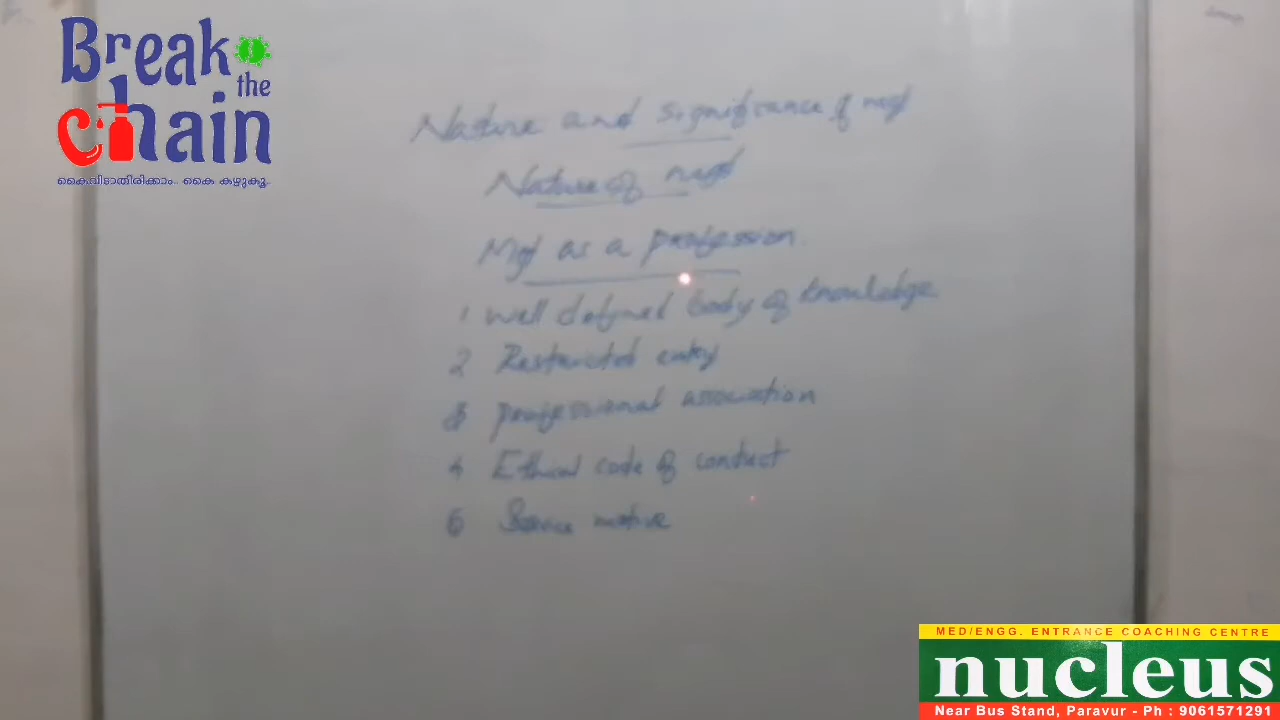 Break
the
chain
കൈവിടാതിരിക്കാം.. കൈ കഴുകൂ..
Nature and significance of mgt
Nature of mgt
Mgt as a profession.
1 Well defined body of knowledge
2 Restricted entry
3 professional association
4 Ethical code of contuct
5 Service motive
MED/ENGG. ENTRANCE COACHING CENTRE
nucleus
Near Bus Stand, Paravur - Ph : 9061571291